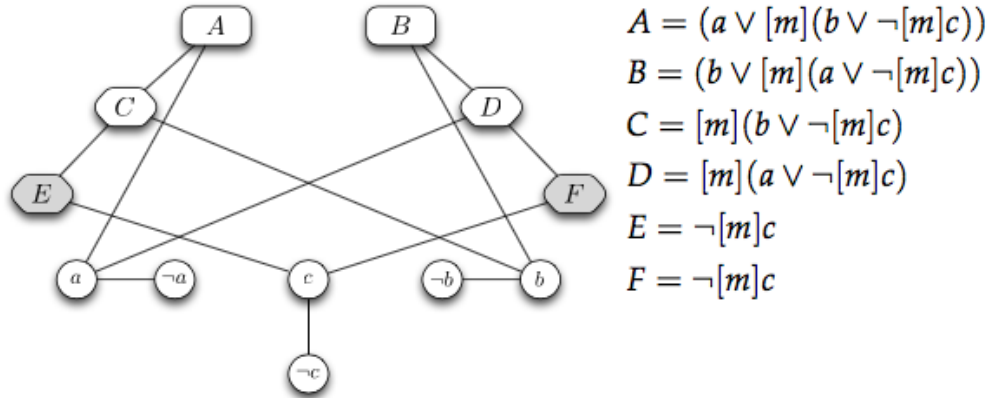 A
B
C
D
E
F
a
¬a
c
¬b
b
¬c
A = (a ∨ [m](b ∨ ¬[m]c))
B = (b ∨ [m](a ∨ ¬[m]c))
C = [m](b ∨ ¬[m]c)
D = [m](a ∨ ¬[m]c)
E = ¬[m]c
F = ¬[m]c